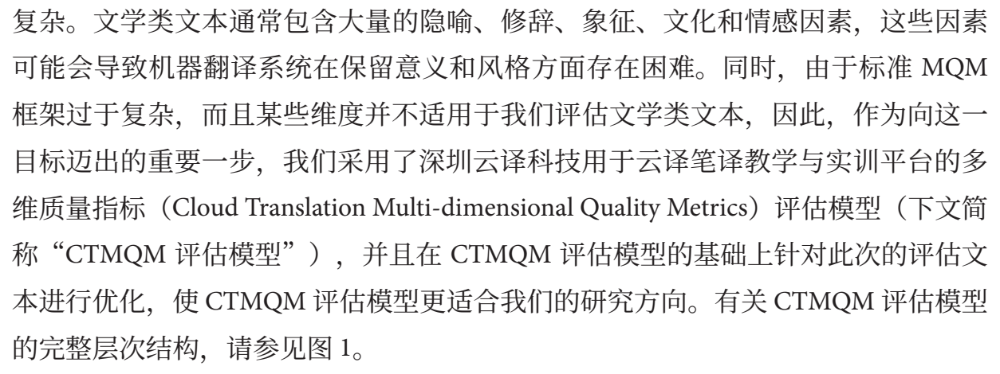 复杂。文学类文本通常包含大量的隐喻、修辞、象征、文化和情感因素，这些因素
可能会导致机器翻译系统在保留意义和风格方面存在困难。同时，由于标准 MQM
框架过于复杂，而且某些维度并不适用于我们评估文学类文本，因此，作为向这一
目标迈出的重要一步，我们采用了深圳云译科技用于云译笔译教学与实训平台的多
维质量指标（Cloud Translation Multi-dimensional Quality Metrics）评估模型（下文简
称“CTMQM 评估模型”），并且在 CTMQM 评估模型的基础上针对此次的评估文
本进行优化，使 CTMQM 评估模型更适合我们的研究方向。有关 CTMQM 评估模型
的完整层次结构，请参见图 1。